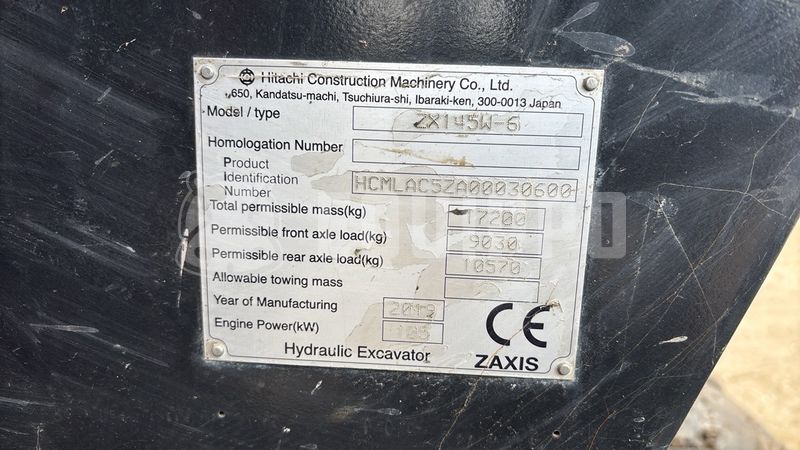 Hitachi Construction Machinery Co., Ltd.
650, Kandatsu-machi, Tsuchiura-shi, Ibaraki-ken, 300-0013 Japan
Model / type ZX145W-6
Homologation Number
Product
Identification HCMLAC5ZA00030600
Number
Total permissible mass(kg) 17200
Permissible front axle load(kg) 9030
Permissible rear axle load(kg) 10570
Allowable towing mass
Year of Manufacturing 2019
Engine Power(kW)
CE
Hydraulic Excavator ZAXIS